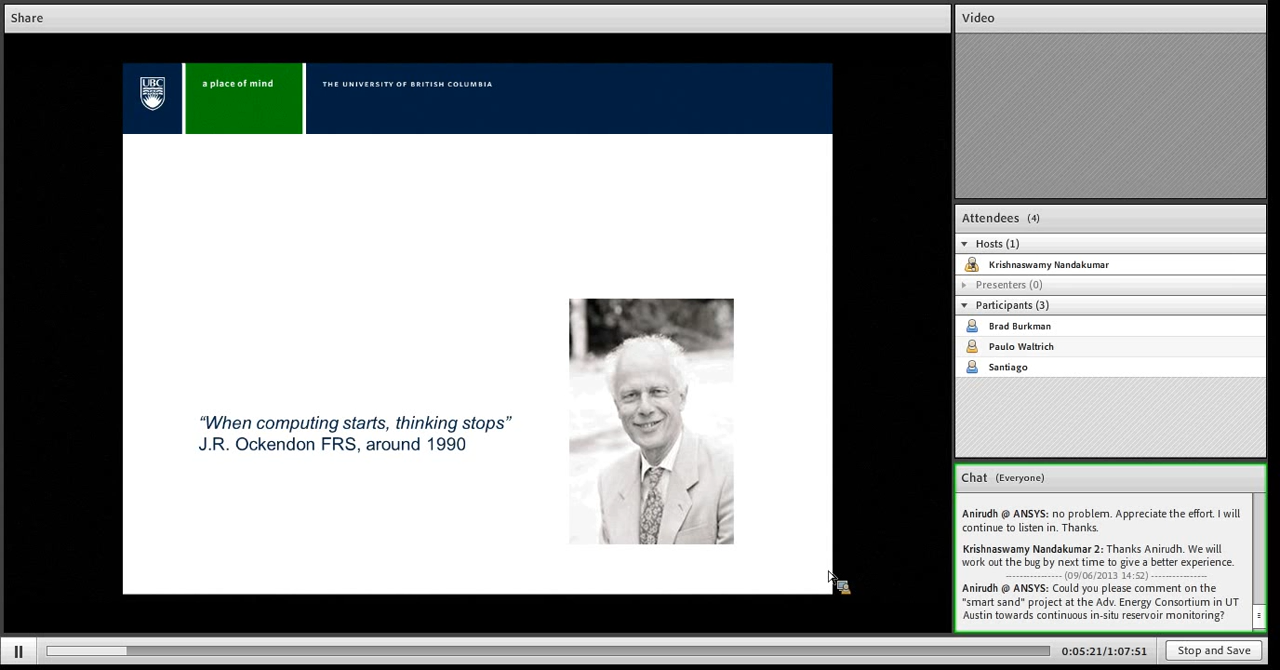 Share
UBC
a place of mind
THE UNIVERSITY OF BRITISH COLUMBIA
“When computing starts, thinking stops”
J.R. Ockendon FRS, around 1990
Video
Attendees (4)
Hosts (1)
Krishnaswamy Nandakumar
Presenters (0)
Participants (3)
Brad Burkman
Paulo Waltrich
Santiago
Chat (Everyone)
Anirudh @ ANSYS: no problem. Appreciate the effort. I will
continue to listen in. Thanks.
Krishnaswamy Nandakumar 2: Thanks Anirudh. We will
work out the bug by next time to give a better experience.
---------------- (09/06/2013 14:52) ----------------
Anirudh @ ANSYS: Could you please comment on the
"smart sand" project at the Adv. Energy Consortium in UT
Austin towards continuous in-situ reservoir monitoring?
0:05:21/1:07:51
Stop and Save